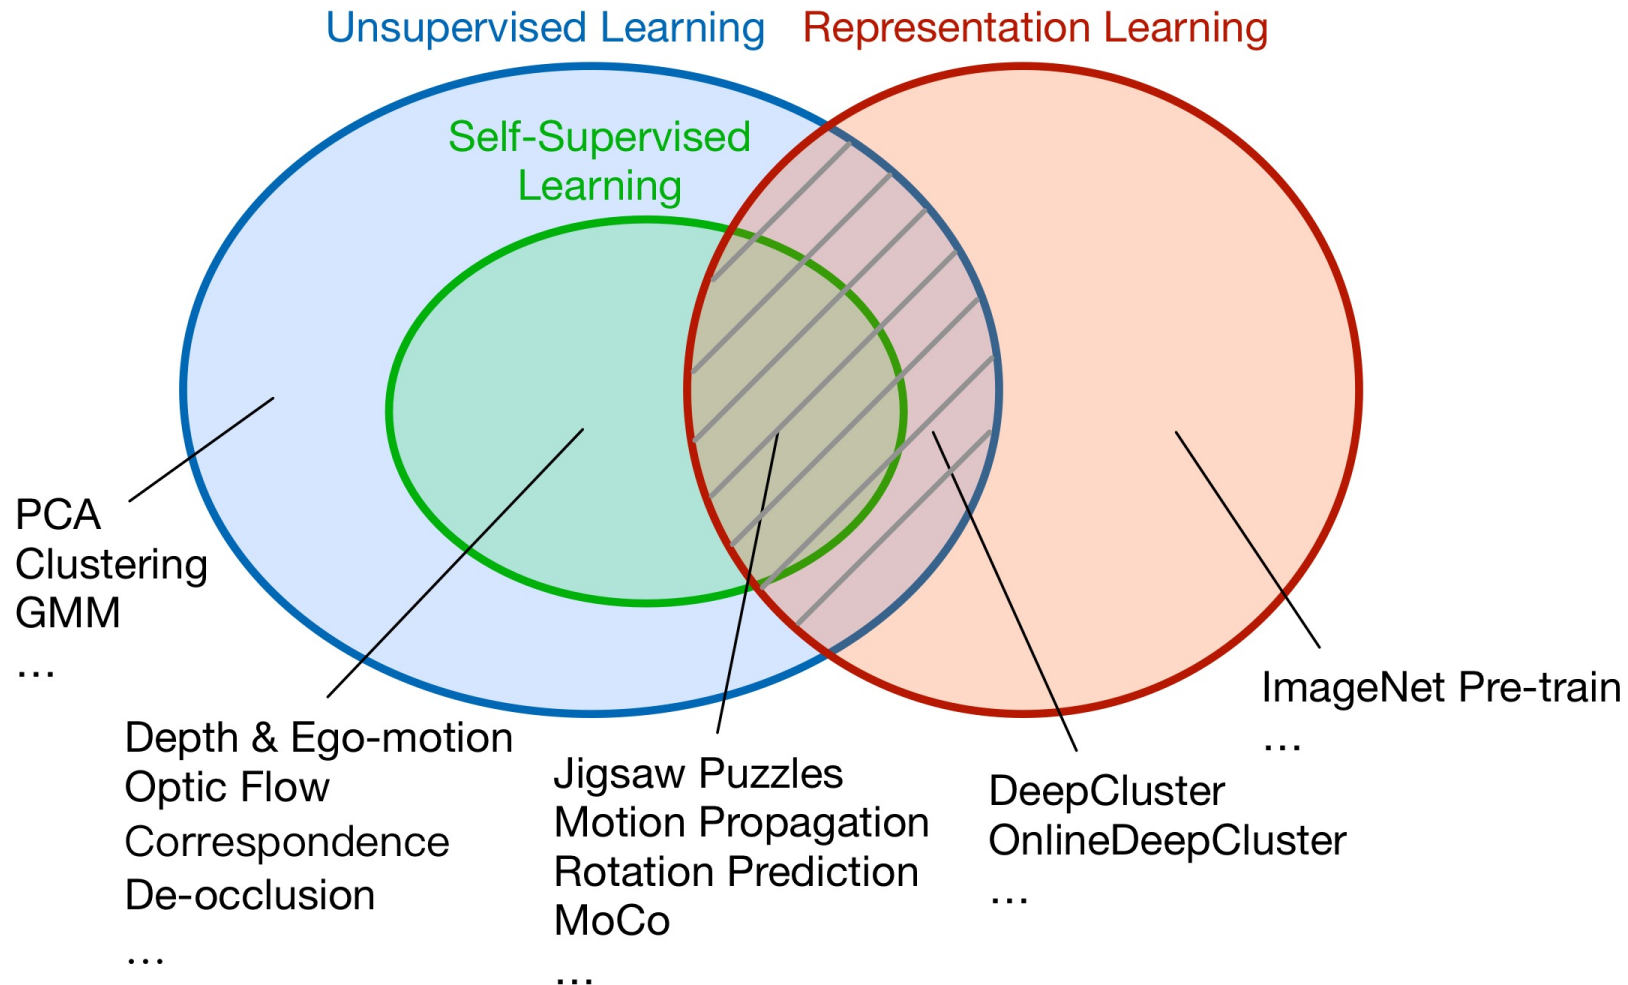 Unsupervised Learning
Representation Learning
Self-Supervised
Learning
PCA
Clustering
GMM
...
Depth & Ego-motion
Optic Flow
Correspondence
De-occlusion
...
Jigsaw Puzzles
Motion Propagation
Rotation Prediction
MoCo
...
DeepCluster
OnlineDeepCluster
...
ImageNet Pre-train
...